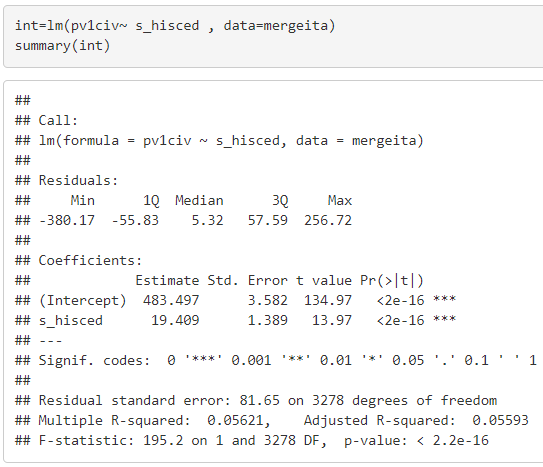 int=lm(pv1civ~ s_hisced , data=mergeita)
summary(int)
##
## Call:
## lm(formula = pv1civ ~ s_hisced, data = mergeita)
##
## Residuals:
##     Min      1Q  Median      3Q     Max
## -380.17  -55.83    5.32   57.59  256.72
##
## Coefficients:
##             Estimate Std. Error t value Pr(>|t|)
## (Intercept)  483.497      3.582  134.97   <2e-16 ***
## s_hisced      19.409      1.389   13.97   <2e-16 ***
## ---
## Signif. codes:  0 '***' 0.001 '**' 0.01 '*' 0.05 '.' 0.1 ' ' 1
##
## Residual standard error: 81.65 on 3278 degrees of freedom
## Multiple R-squared:  0.05621,    Adjusted R-squared:  0.05593
## F-statistic: 195.2 on 1 and 3278 DF,  p-value: < 2.2e-16